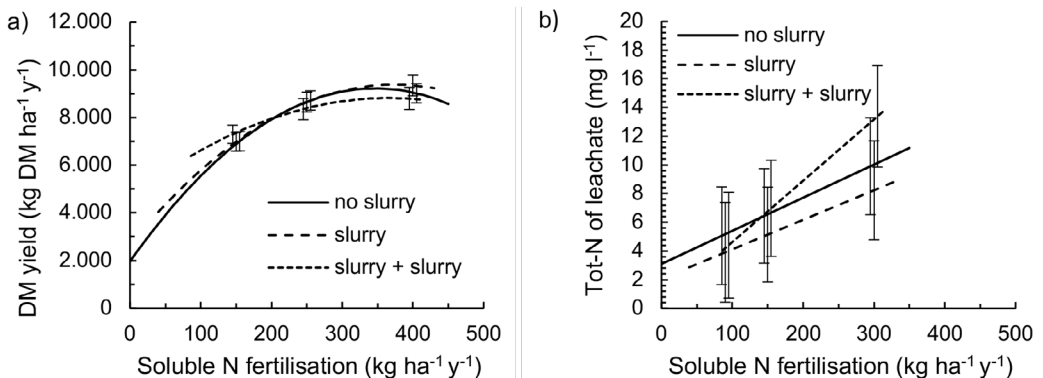 a)
DM yield (kg DM ha⁻¹ y⁻¹)
12.000
10.000
8.000
6.000
4.000
2.000
0
no slurry
slurry
slurry + slurry
0 100 200 300 400 500
Soluble N fertilisation (kg ha⁻¹ y⁻¹)
b)
Tot-N of leachate (mg l⁻¹)
20
18
16
14
12
10
8
6
4
2
0
no slurry
slurry
slurry + slurry
0 100 200 300 400 500
Soluble N fertilisation (kg ha⁻¹ y⁻¹)